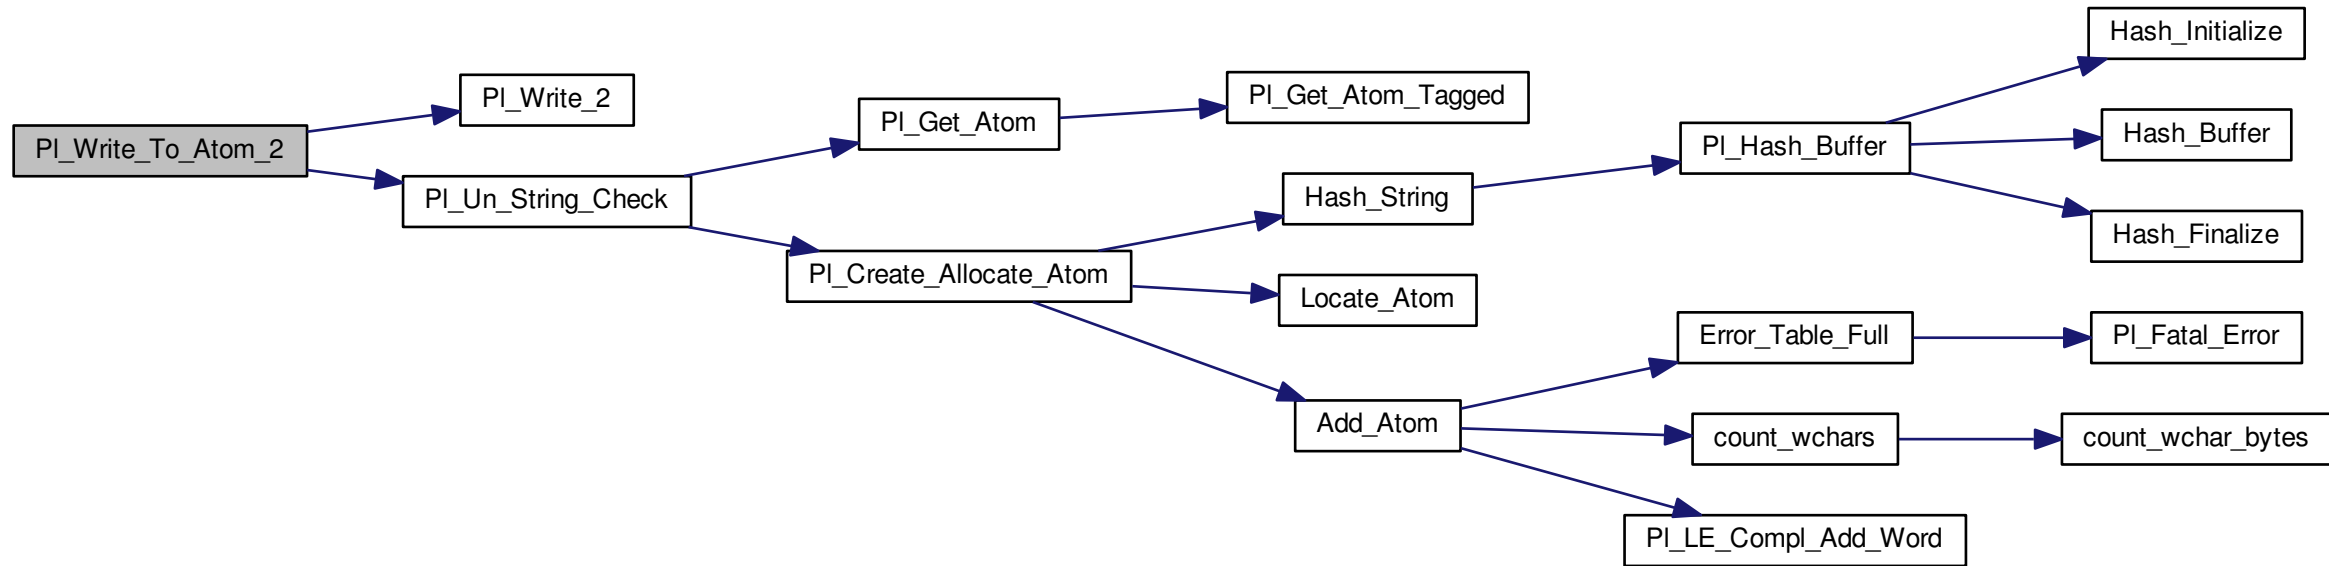 Pl_Write_To_Atom_2
Pl_Write_2
Pl_Un_String_Check
Pl_Get_Atom
Pl_Get_Atom_Tagged
Pl_Create_Allocate_Atom
Hash_String
Pl_Hash_Buffer
Hash_Initialize
Hash_Buffer
Hash_Finalize
Locate_Atom
Add_Atom
Error_Table_Full
Pl_Fatal_Error
count_wchars
count_wchar_bytes
Pl_LE_Compl_Add_Word